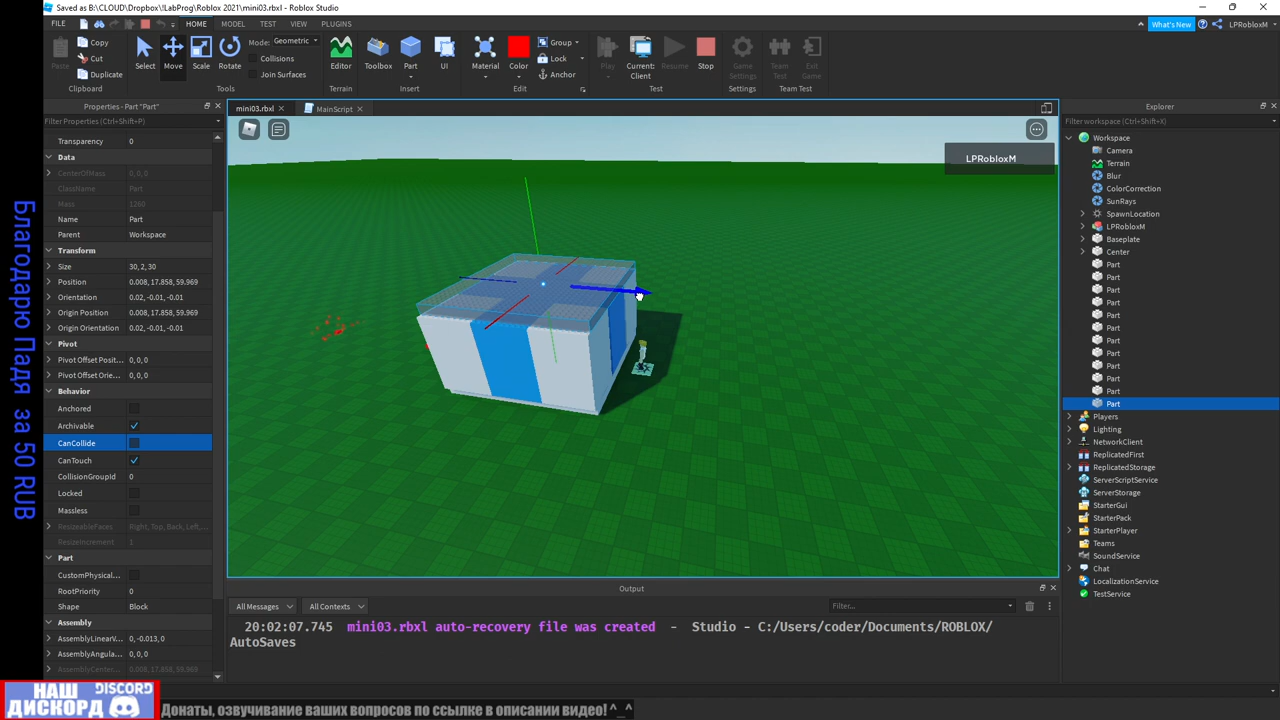 Saved as B:\CLOUD\Dropbox\!LabProg\Roblox 2021\mini03.rbxl - Roblox Studio
FILE HOME MODEL TEST VIEW PLUGINS What's New LPRobloxM
Paste Copy Cut Duplicate Select Move Scale Rotate Mode: Geometric Collisions Join Surfaces Editor Toolbox Part UI Material Color Group Lock Anchor Play Current: Client Resume Stop Game Settings Team Test Exit Game
Clipboard Tools Terrain Insert Edit Test Settings Team Test
Properties - Part "Part"
Filter Properties (Ctrl+Shift+P)
Transparency 0
Data
CenterOfMass 0, 0, 0
ClassName Part
Mass 1260
Name Part
Parent Workspace
Transform
Size 30, 2, 30
Position 0.008, 17.858, 59.969
Orientation 0.02, -0.01, -0.01
Origin Position 0.008, 17.858, 59.969
Origin Orientation 0.02, -0.01, -0.01
Pivot
Pivot Offset Posit... 0, 0, 0
Pivot Offset Orie... 0, 0, 0
Behavior
Anchored
Archivable
CanCollide
CanTouch
CollisionGroupId 0
Locked
Massless
ResizeableFaces Right, Top, Back, Left,...
ResizeIncrement 1
Part
CustomPhysical...
RootPriority 0
Shape Block
Assembly
AssemblyLinearV... 0, -0.013, 0
AssemblyAngula... 0, 0, 0
AssemblyCenter... 0.008, 17.858, 59.969
mini03.rbxl MainScript
LPRobloxM
Output
All Messages All Contexts Filter...
20:02:07.745 mini03.rbxl auto-recovery file was created - Studio - C:/Users/coder/Documents/ROBLOX/
AutoSaves
Explorer
Filter workspace (Ctrl+Shift+X)
Workspace
Camera
Terrain
Blur
ColorCorrection
SunRays
SpawnLocation
LPRobloxM
Baseplate
Center
Part
Part
Part
Part
Part
Part
Part
Part
Part
Part
Part
Part
Players
Lighting
NetworkClient
ReplicatedFirst
ReplicatedStorage
ServerScriptService
ServerStorage
StarterGui
StarterPack
StarterPlayer
Teams
SoundService
Chat
LocalizationService
TestService
Благодарю Падя за 50 RUB
НАШ DISCORD
ДИСКОРД
Донаты, озвучивание ваших вопросов по ссылке в описании видео! ^_^